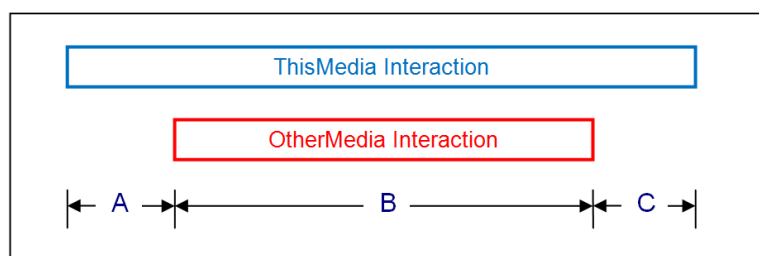 ThisMedia Interaction
OtherMedia Interaction
A B C